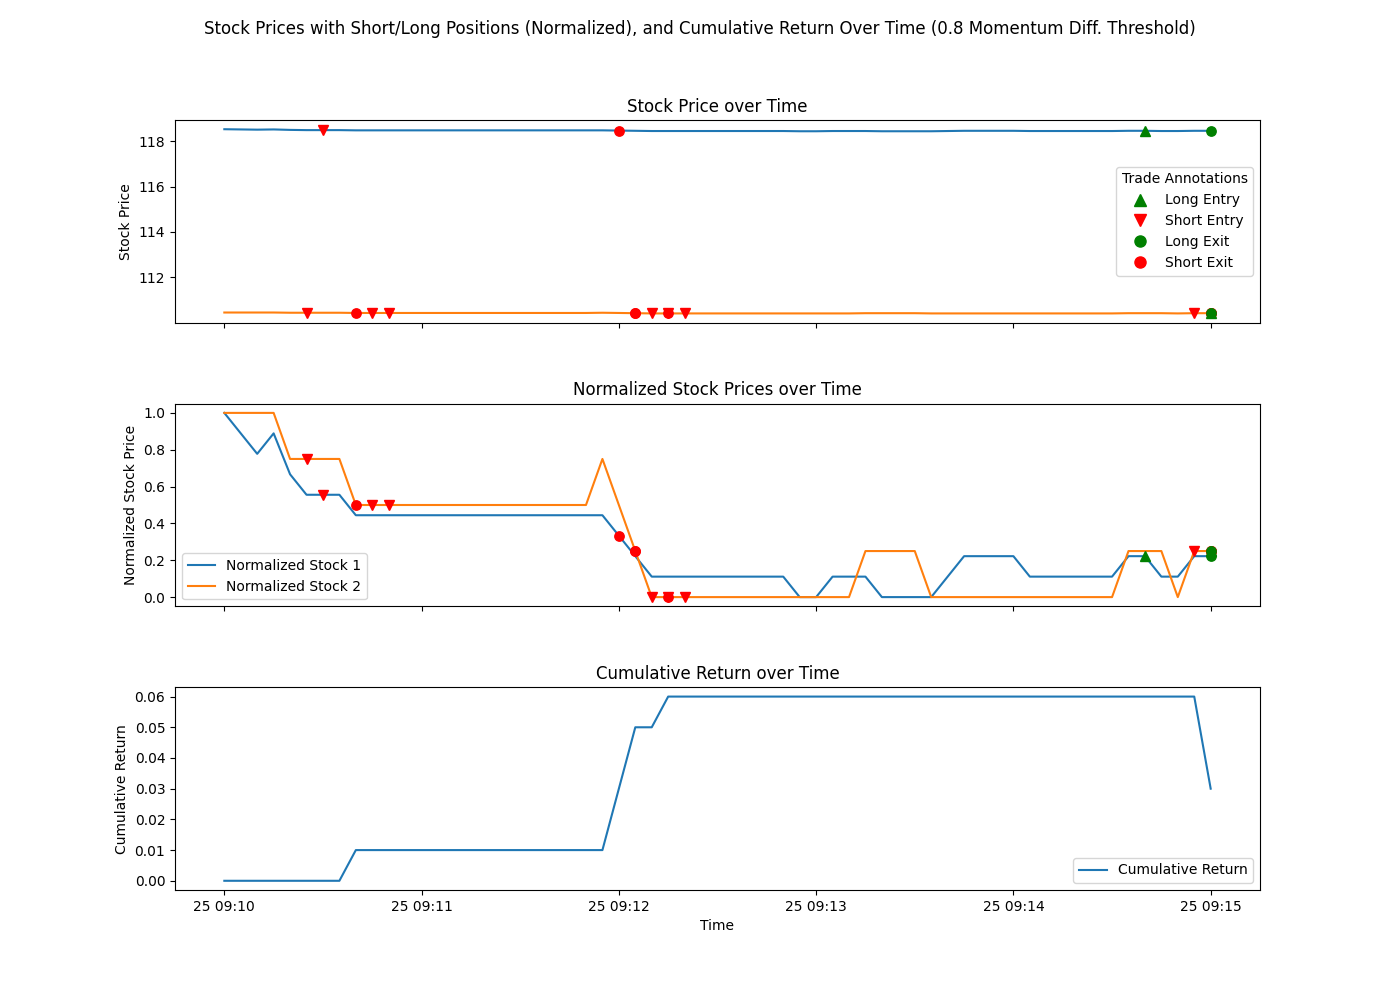 Stock Prices with Short/Long Positions (Normalized), and Cumulative Return Over Time (0.8 Momentum Diff. Threshold)
Stock Price over Time
Stock Price
118
116
114
112
Trade Annotations
Long Entry
Short Entry
Long Exit
Short Exit
Normalized Stock Prices over Time
Normalized Stock Price
1.0
0.8
0.6
0.4
0.2
0.0
Normalized Stock 1
Normalized Stock 2
Cumulative Return over Time
Cumulative Return
0.06
0.05
0.04
0.03
0.02
0.01
0.00
Cumulative Return
25 09:10
25 09:11
25 09:12
25 09:13
25 09:14
25 09:15
Time